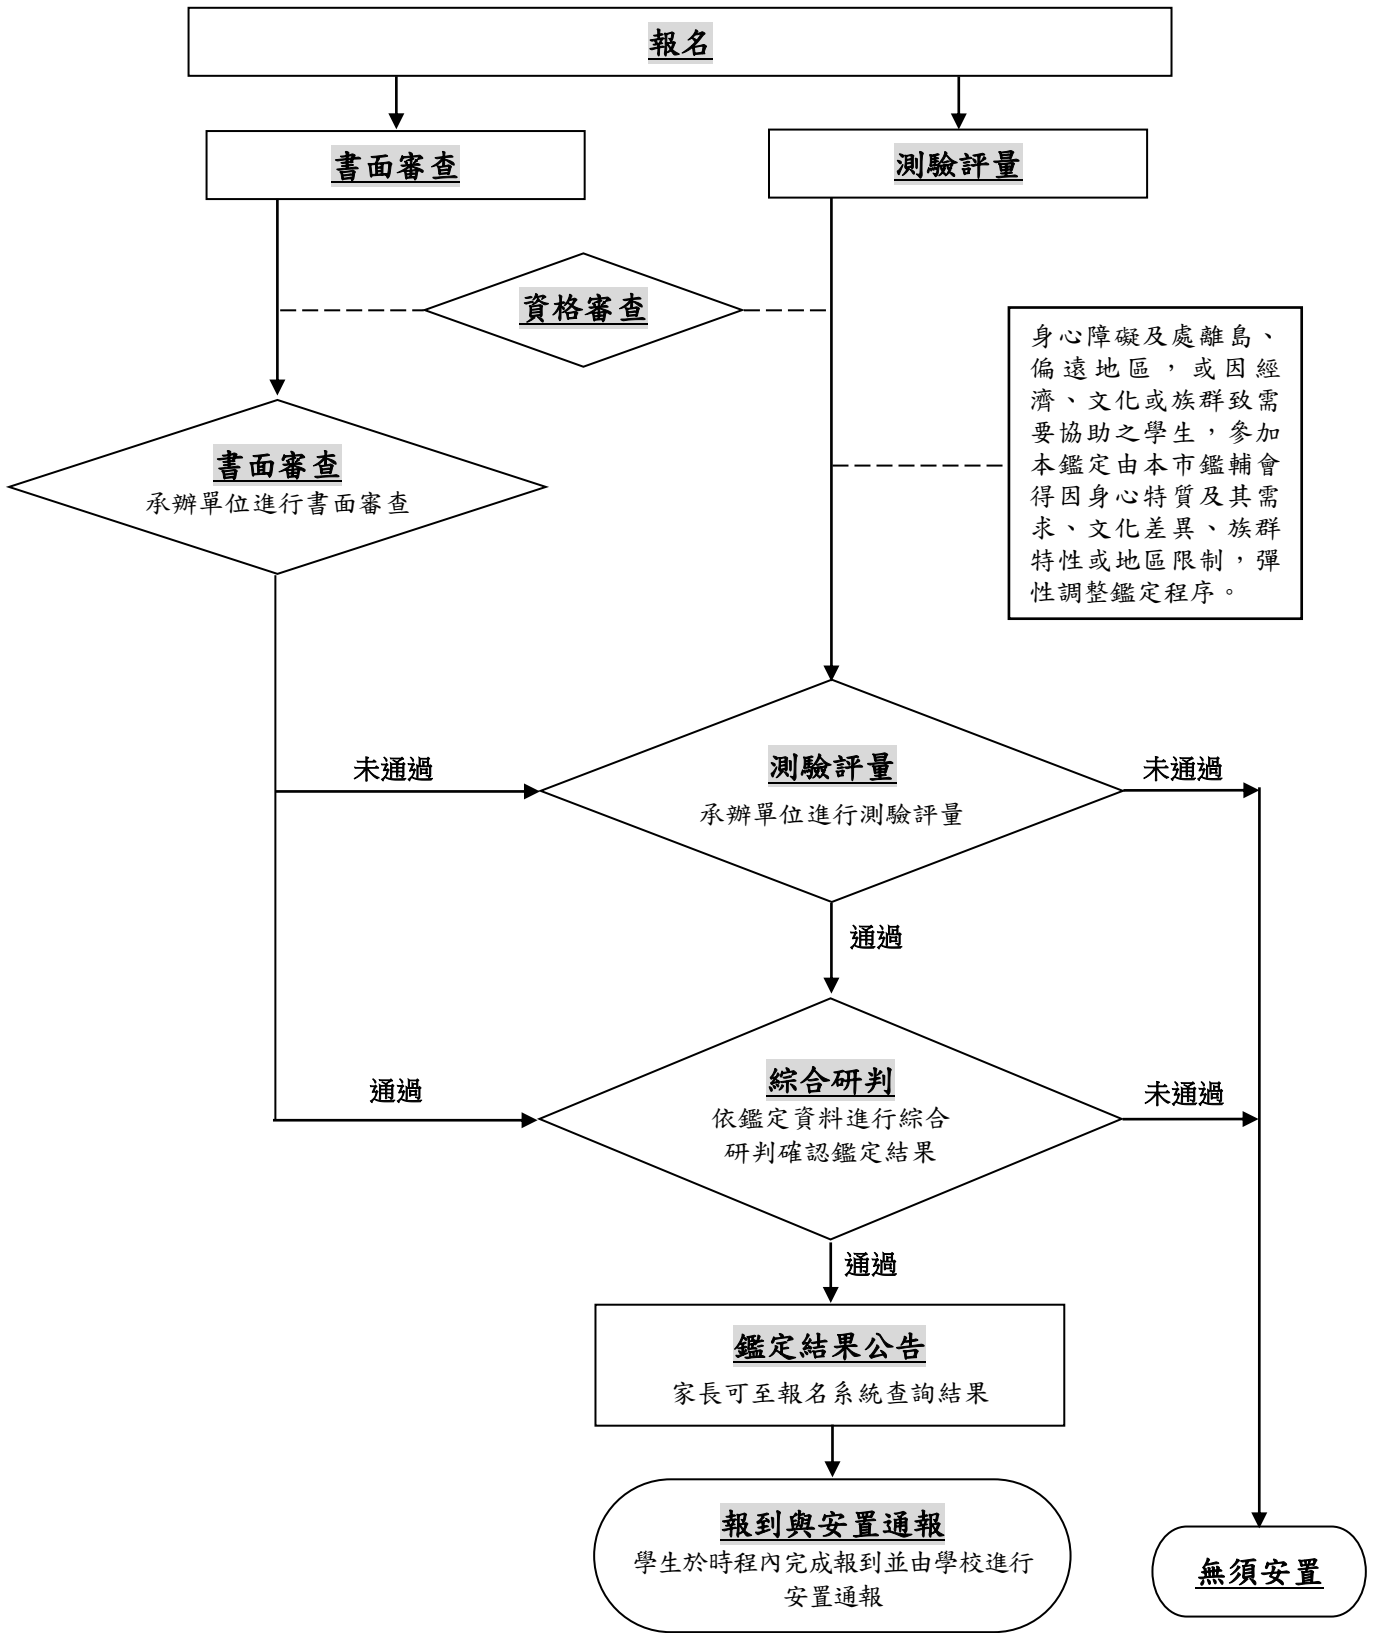 報名
書面審查
測驗評量
資格審查
身心障礙及處離島、
偏遠地區，或因經
濟、文化或族群致需
要協助之學生，參加
本鑑定由本市鑑輔會
得因身心特質及其需
求、文化差異、族群
特性或地區限制，彈
性調整鑑定程序。
書面審查
承辦單位進行書面審查
未通過
測驗評量
承辦單位進行測驗評量
未通過
通過
通過
綜合研判
依鑑定資料進行綜合
研判確認鑑定結果
未通過
通過
鑑定結果公告
家長可至報名系統查詢結果
報到與安置通報
學生於時程內完成報到並由學校進行
安置通報
無須安置